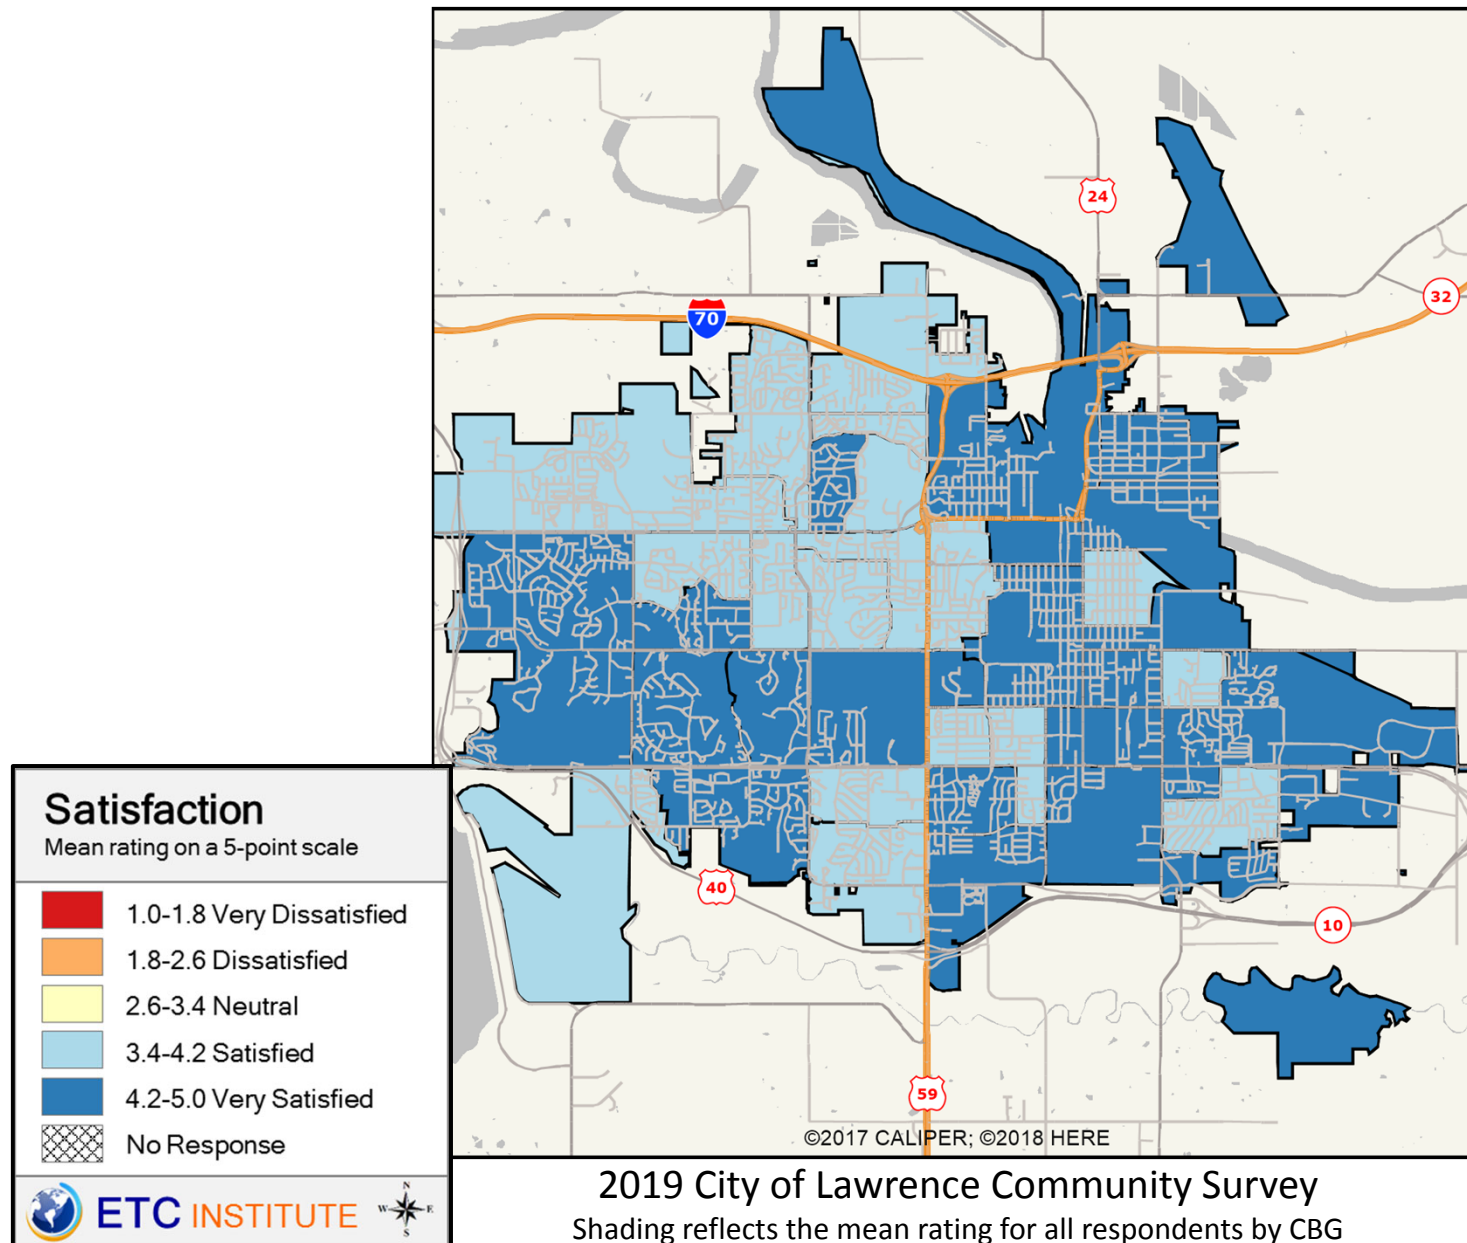 24
32
70
Satisfaction
Mean rating on a 5-point scale
1.0-1.8 Very Dissatisfied
1.8-2.6 Dissatisfied
2.6-3.4 Neutral
3.4-4.2 Satisfied
4.2-5.0 Very Satisfied
No Response
ETC INSTITUTE
N
W E
S
40
10
59
©2017 CALIPER; ©2018 HERE
2019 City of Lawrence Community Survey
Shading reflects the mean rating for all respondents by CBG